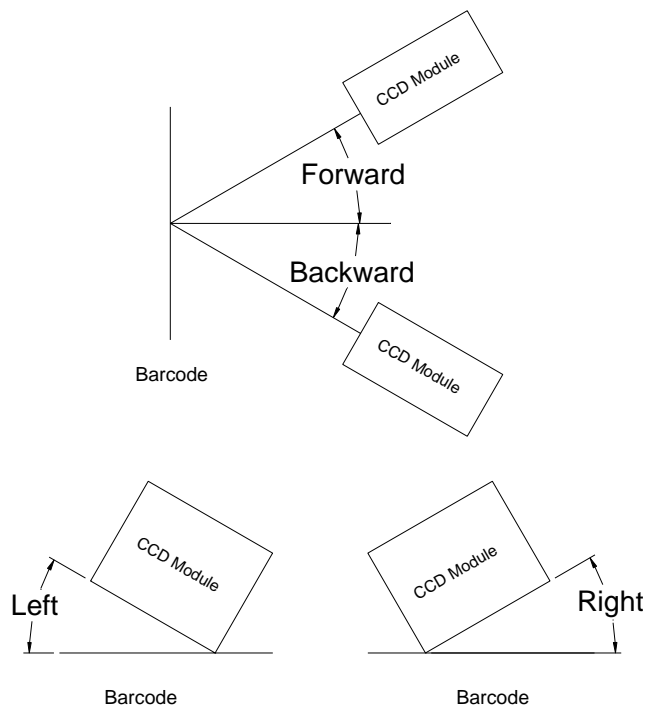 CCD Module
Forward
Backward
CCD Module
Barcode
CCD Module
CCD Module
Left
Right
Barcode
Barcode